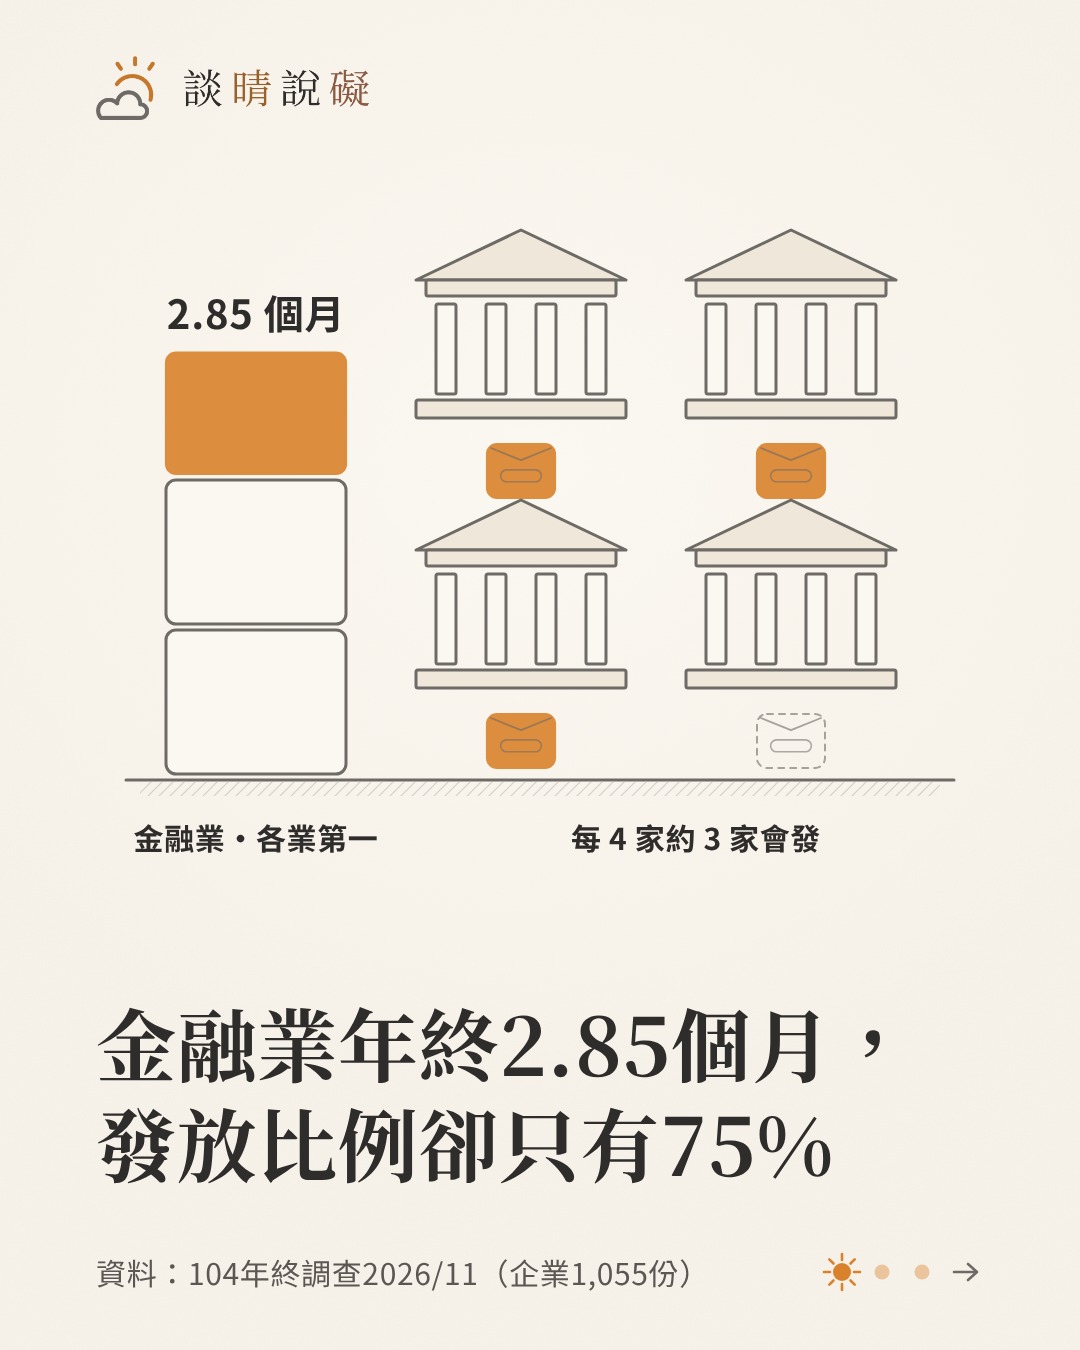 談晴說礙
2.85 個月
金融業・各業第一
每 4 家約 3 家會發
金融業年終2.85個月，
發放比例卻只有75%
資料：104年終調查2026/11（企業1,055份）